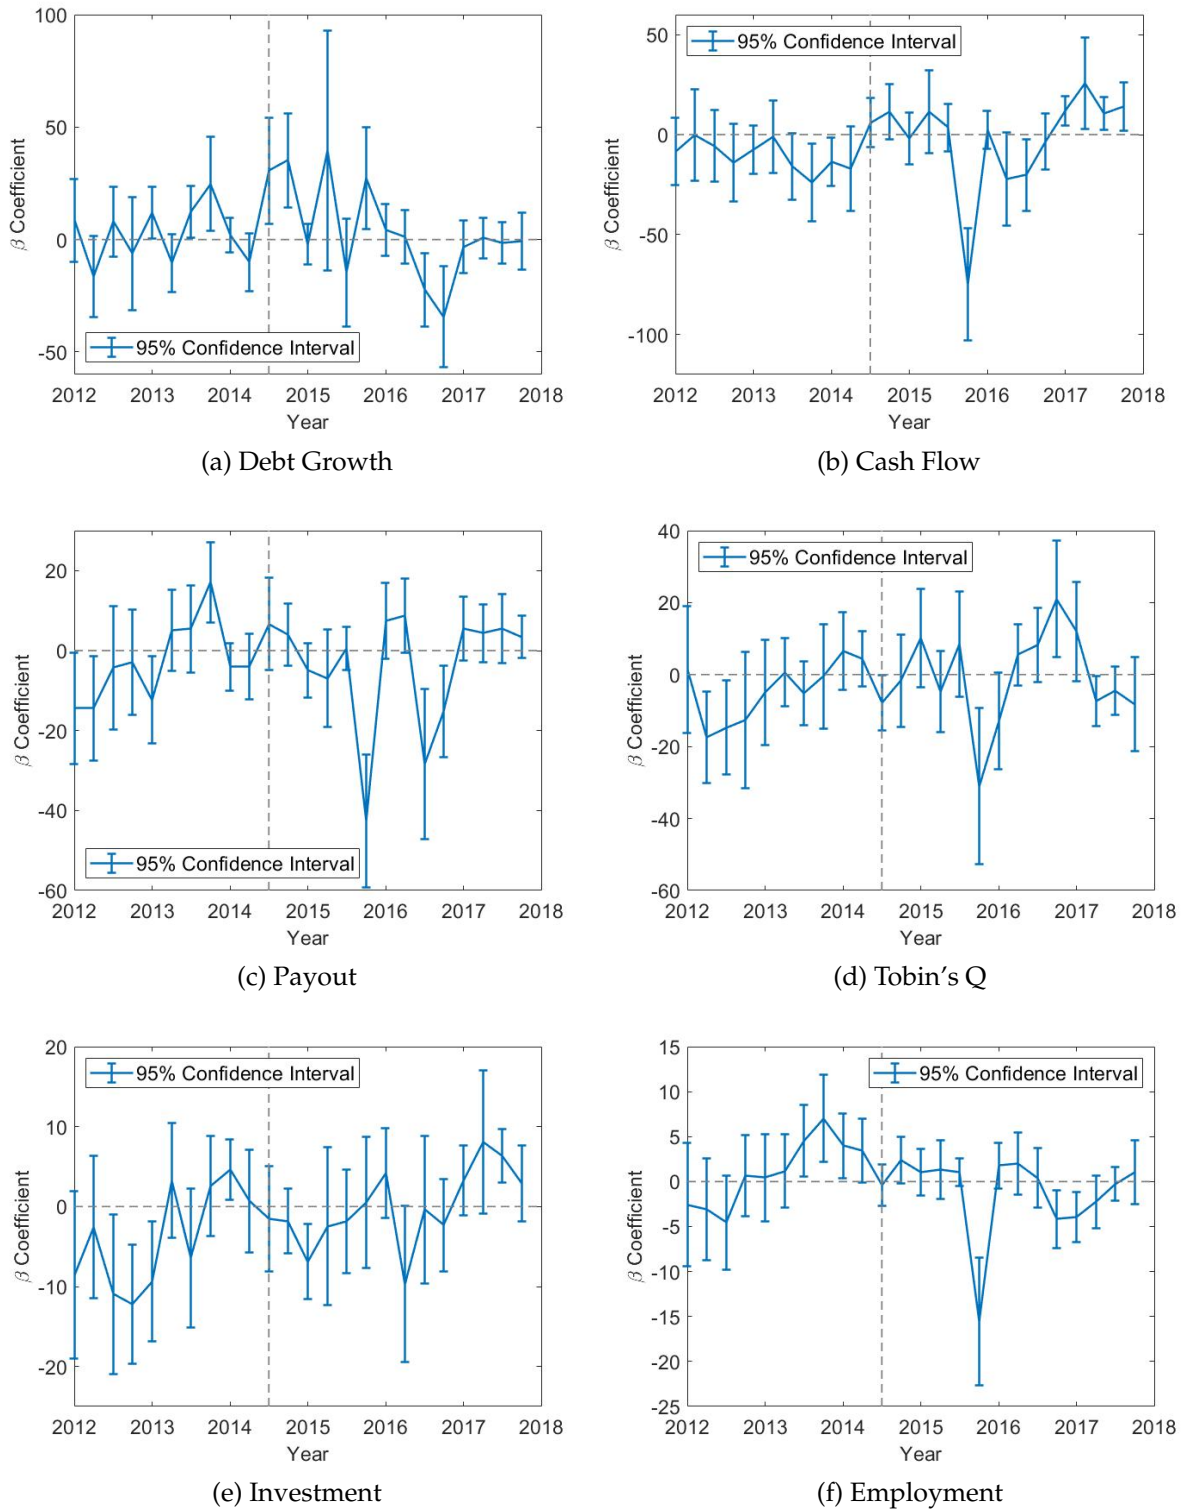 100
50
0
-50
β Coefficient
95% Confidence Interval
2012 2013 2014 2015 2016 2017 2018
Year
(a) Debt Growth
50
0
-50
-100
β Coefficient
95% Confidence Interval
2012 2013 2014 2015 2016 2017 2018
Year
(b) Cash Flow
20
0
-20
-40
-60
β Coefficient
95% Confidence Interval
2012 2013 2014 2015 2016 2017 2018
Year
(c) Payout
40
20
0
-20
-40
-60
β Coefficient
95% Confidence Interval
2012 2013 2014 2015 2016 2017 2018
Year
(d) Tobin’s Q
20
10
0
-10
-20
β Coefficient
95% Confidence Interval
2012 2013 2014 2015 2016 2017 2018
Year
(e) Investment
15
10
5
0
-5
-10
-15
-20
-25
β Coefficient
95% Confidence Interval
2012 2013 2014 2015 2016 2017 2018
Year
(f) Employment